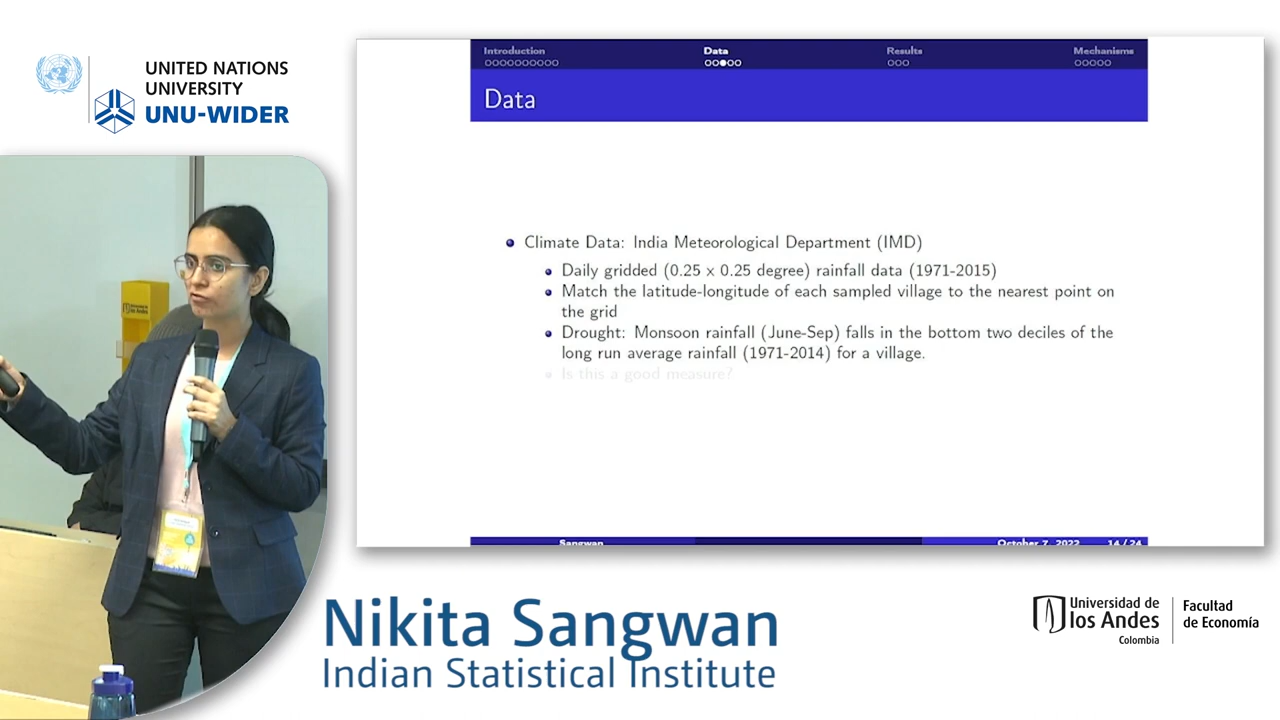 UNITED NATIONS
UNIVERSITY
UNU-WIDER
Introduction
Data
Results
Mechanisms
Data
Climate Data: India Meteorological Department (IMD)
Daily gridded (0.25 x 0.25 degree) rainfall data (1971-2015)
Match the latitude-longitude of each sampled village to the nearest point on
the grid
Drought: Monsoon rainfall (June-Sep) falls in the bottom two deciles of the
long run average rainfall (1971-2014) for a village.
Is this a good measure?
Sangwan
October 7, 2022
14 / 24
Nikita Sangwan
Indian Statistical Institute
Universidad de
los Andes
Colombia
Facultad
de Economía